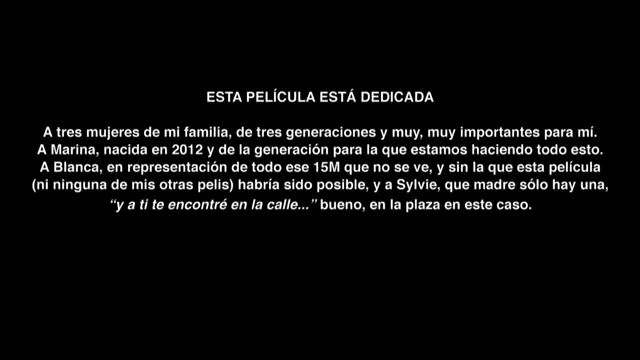 ESTA PELÍCULA ESTÁ DEDICADA
A tres mujeres de mi familia, de tres generaciones y muy, muy importantes para mí.
A Marina, nacida en 2012 y de la generación para la que estamos haciendo todo esto.
A Blanca, en representación de todo ese 15M que no se ve, y sin la que esta película
(ni ninguna de mis otras pelis) habría sido posible, y a Sylvie, que madre sólo hay una,
“y a ti te encontré en la calle...” bueno, en la plaza en este caso.